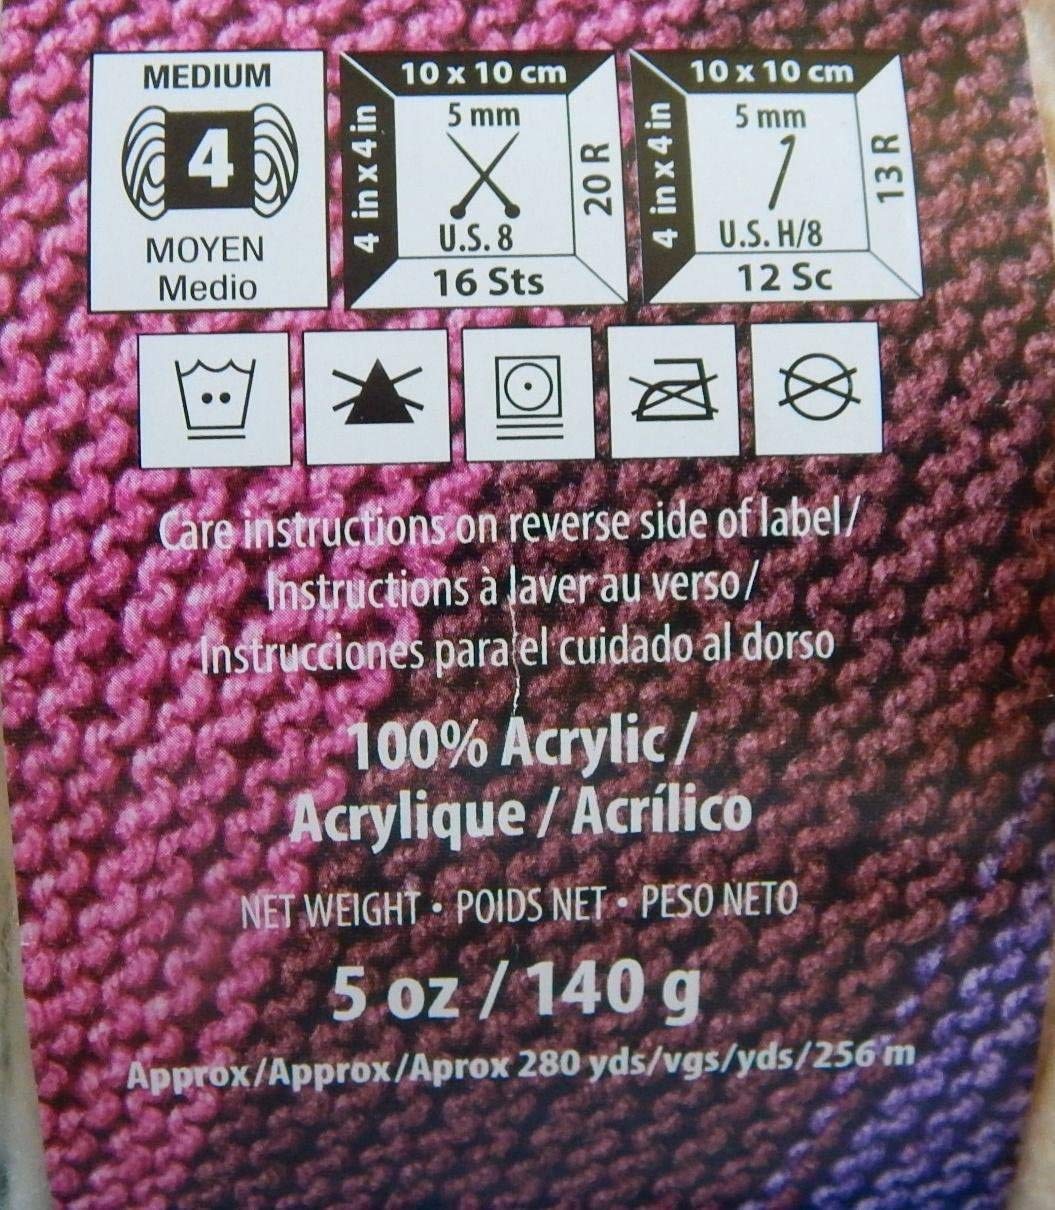 MEDIUM
4
MOYEN
Medio
10 x 10 cm
4 in x 4 in
5 mm
U.S. 8
20 R
16 Sts
10 x 10 cm
4 in x 4 in
5 mm
U.S. H/8
13 R
12 Sc
Care instructions on reverse side of label/
Instructions à laver au verso/
Instrucciones para el cuidado al dorso
100% Acrylic /
Acrylique / Acrílico
NET WEIGHT • POIDS NET • PESO NETO
5 oz / 140 g
Approx/Approx/Aprox 280 yds/vgs/yds/256 m